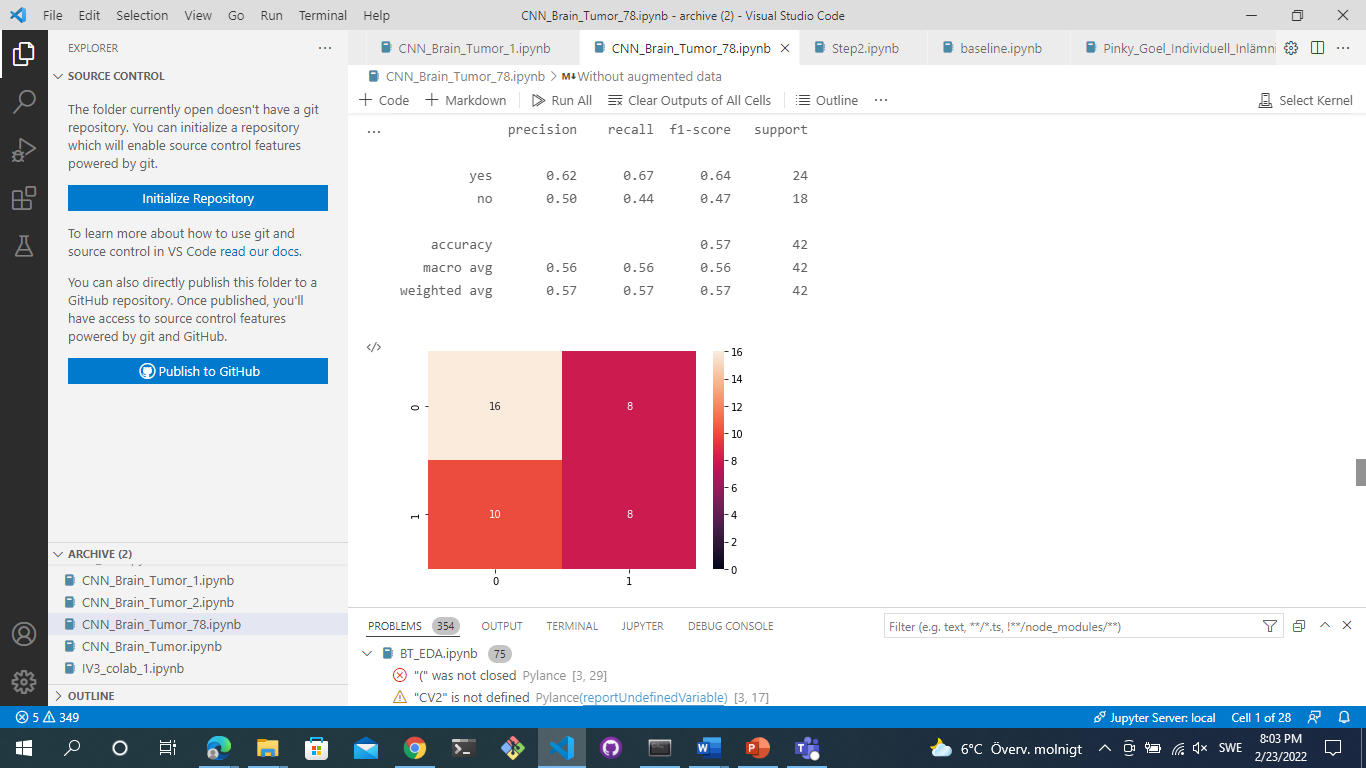 File Edit Selection View Go Run Terminal Help CNN_Brain_Tumor_78.ipynb - archive (2) - Visual Studio Code
EXPLORER
SOURCE CONTROL
The folder currently open doesn't have a git
repository. You can initialize a repository
which will enable source control features
powered by git.
Initialize Repository
To learn more about how to use git and
source control in VS Code read our docs.
You can also directly publish this folder to a
GitHub repository. Once published, you'll
have access to source control features
powered by git and GitHub.
Publish to GitHub
ARCHIVE (2)
CNN_Brain_Tumor_1.ipynb
CNN_Brain_Tumor_2.ipynb
CNN_Brain_Tumor_78.ipynb
CNN_Brain_Tumor.ipynb
IV3_colab_1.ipynb
OUTLINE
CNN_Brain_Tumor_1.ipynb CNN_Brain_Tumor_78.ipynb Step2.ipynb baseline.ipynb Pinky_Goel_Individuell_Inlämni
CNN_Brain_Tumor_78.ipynb > M↓Without augmented data
+ Code + Markdown Run All Clear Outputs of All Cells Outline ... Select Kernel
... precision recall f1-score support
yes 0.62 0.67 0.64 24
no 0.50 0.44 0.47 18
accuracy 0.57 42
macro avg 0.56 0.56 0.56 42
weighted avg 0.57 0.57 0.57 42
</>
16
14
12
10
8
6
4
2
0
0 16 8
1 10 8
0 1
PROBLEMS 354 OUTPUT TERMINAL JUPYTER DEBUG CONSOLE Filter (e.g. text, **/*.ts, !**/node_modules/**)
BT_EDA.ipynb 75
"(" was not closed Pylance [3, 29]
"CV2" is not defined Pylance(reportUndefinedVariable) [3, 17]
5 349 Jupyter Server: local Cell 1 of 28
6°C Överv. molnigt SWE 8:03 PM
2/23/2022